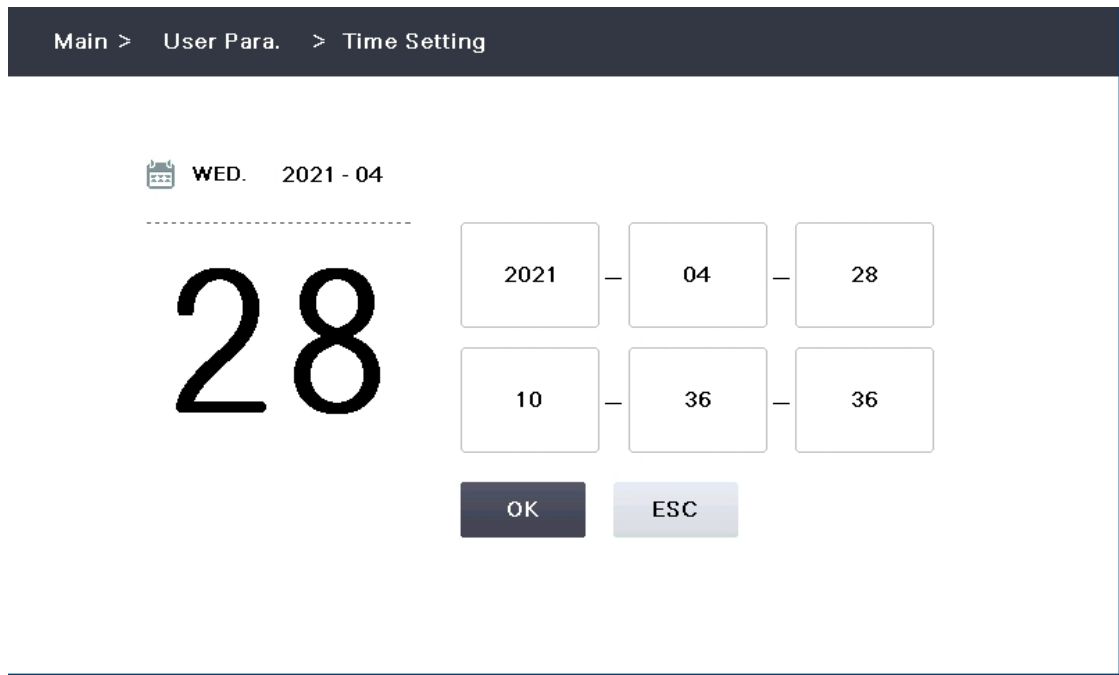 Main > User Para. > Time Setting
WED. 2021 - 04
28
2021 – 04 – 28
10 – 36 – 36
OK ESC